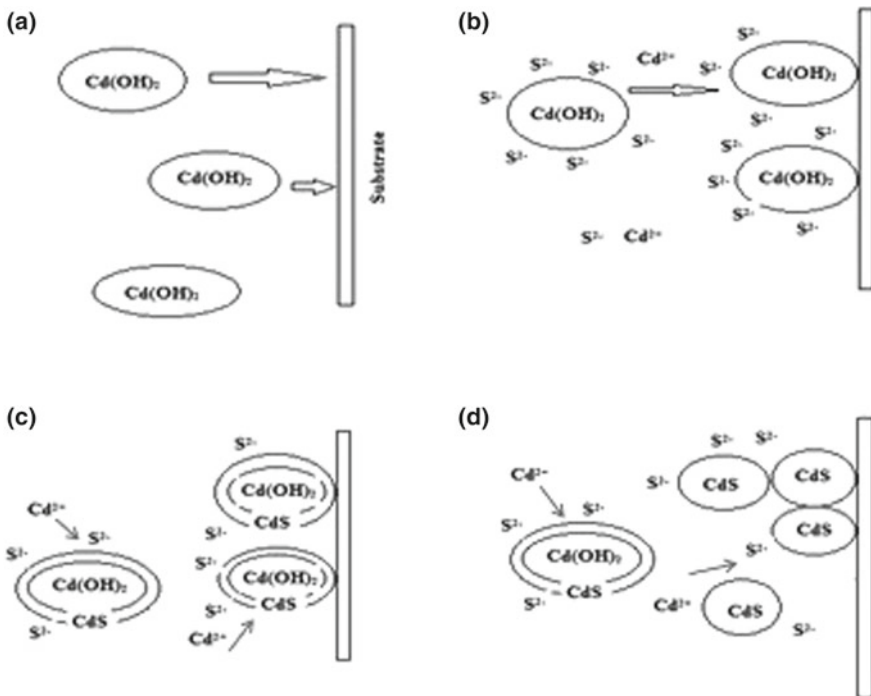 (a)
Cd(OH)₂
Cd(OH)₂
Cd(OH)₂
Substrate
(b)
S²⁻
S²⁻ S²⁻ Cd²⁺ S²⁻ Cd(OH)₂
S²⁻ Cd(OH)₂
S²⁻ S²⁻
S²⁻ S²⁻
S²⁻ S²⁻ S²⁻ Cd(OH)₂
S²⁻
S²⁻ Cd²⁺ S²⁻
(c)
S²⁻
Cd(OH)₂
Cd²⁺ CdS
S²⁻ S²⁻
S²⁻ S²⁻
Cd(OH)₂ Cd(OH)₂
S²⁻ CdS S²⁻ CdS
Cd²⁺
(d)
S²⁻ S²⁻
Cd²⁺ S²⁻ CdS CdS
S²⁻ S²⁻ CdS
Cd(OH)₂ S²⁻
S²⁻ CdS Cd²⁺ CdS
S²⁻